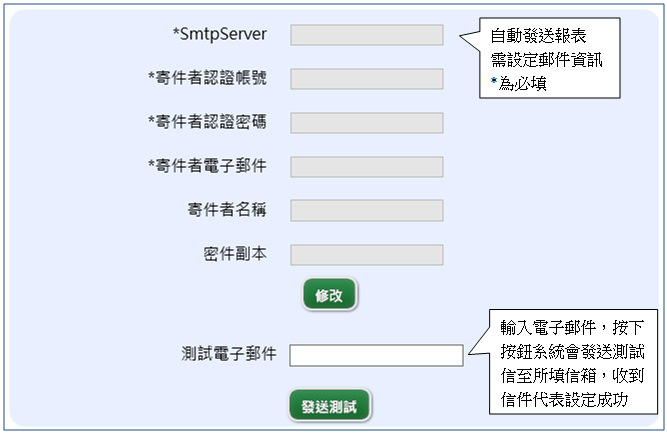 *SmtpServer
自動發送報表
需設定郵件資訊
*為必填
*寄件者認證帳號
*寄件者認證密碼
*寄件者電子郵件
寄件者名稱
密件副本
修改
測試電子郵件
輸入電子郵件，按下
按鈕系統會發送測試
信至所填信箱，收到
信件代表設定成功
發送測試